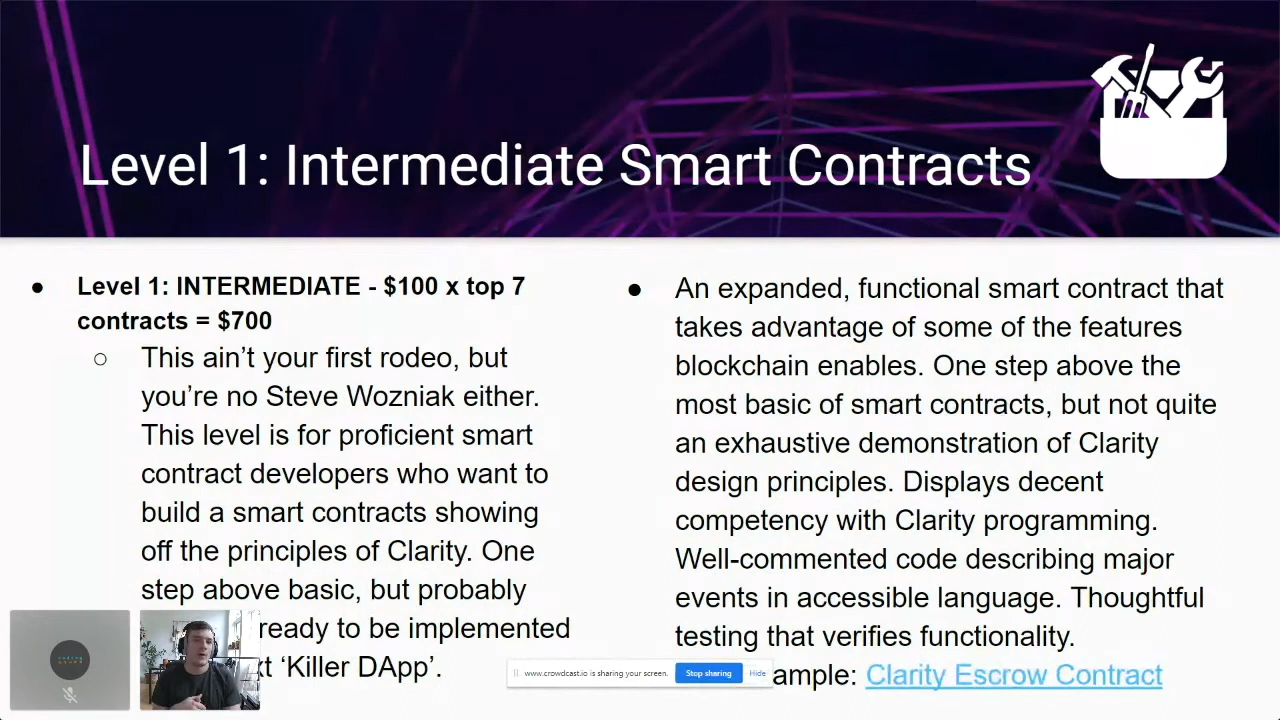 Level 1: Intermediate Smart Contracts
● Level 1: INTERMEDIATE - $100 x top 7
contracts = $700
○ This ain’t your first rodeo, but
you’re no Steve Wozniak either.
This level is for proficient smart
contract developers who want to
build a smart contracts showing
off the principles of Clarity. One
step above basic, but probably
ready to be implemented
‘Killer DApp’.
● An expanded, functional smart contract that
takes advantage of some of the features
blockchain enables. One step above the
most basic of smart contracts, but not quite
an exhaustive demonstration of Clarity
design principles. Displays decent
competency with Clarity programming.
Well-commented code describing major
events in accessible language. Thoughtful
testing that verifies functionality.
ample: Clarity Escrow Contract
www.crowdcast.io is sharing your screen.
Stop sharing
Hide